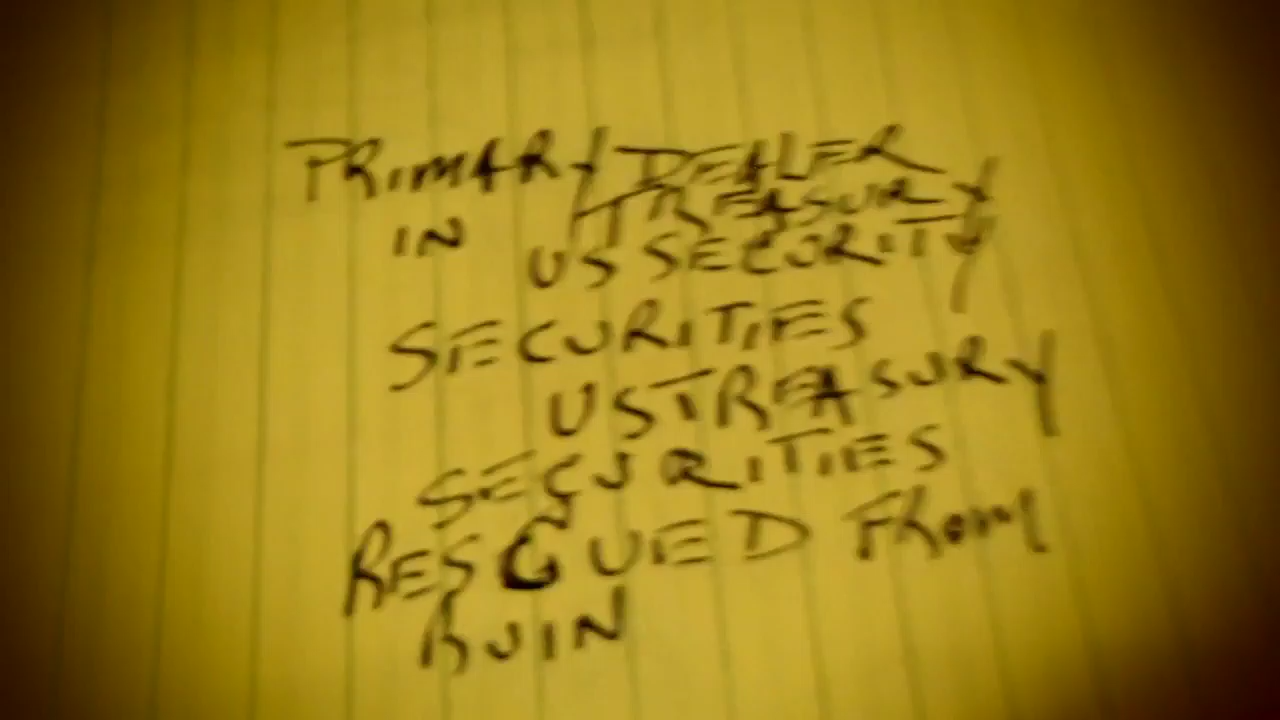 PRIMARY DEALER
IN TREASURY
US SECURITY
SECURITIES
US TREASURY
SECURITIES
RESCUED FROM
RUIN